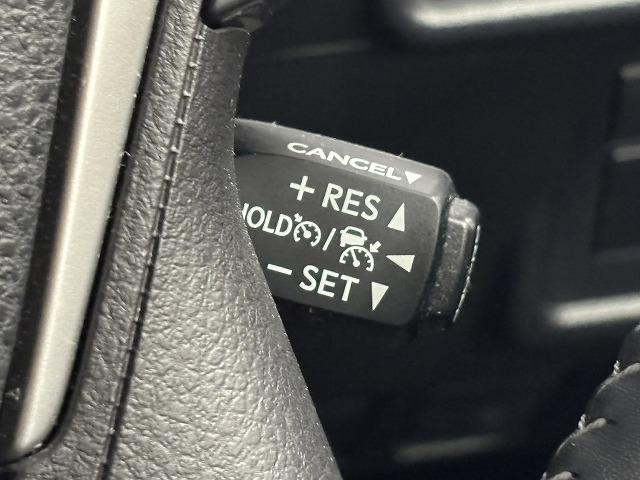 CANCEL▼
+ RES ▲
HOLD / ◀
− SET ▼